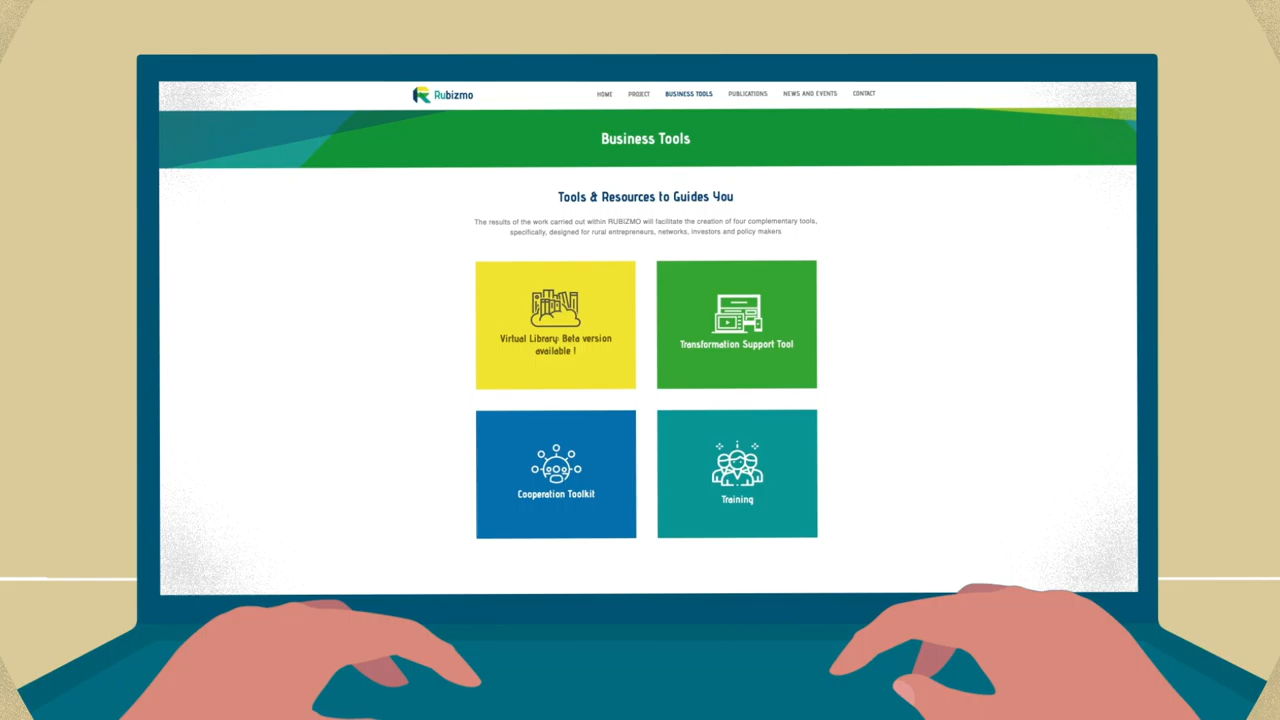 Rubizmo
HOME PROJECT BUSINESS TOOLS PUBLICATIONS NEWS AND EVENTS CONTACT
Business Tools
Tools & Resources to Guides You
The results of the work carried out within RUBIZMO will facilitate the creation of four complementary tools,
specifically, designed for rural entrepreneurs, networks, investors and policy makers
Virtual Library: Beta version
available !
Transformation Support Tool
Cooperation Toolkit
Training